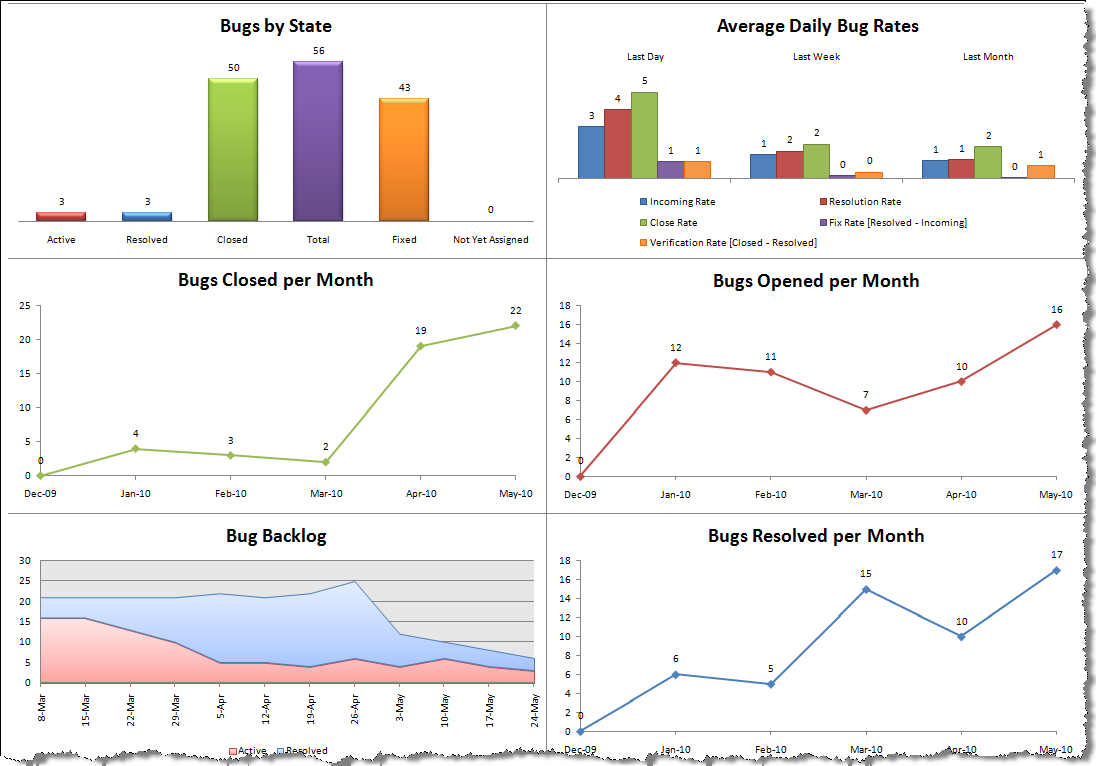 Bugs by State
56
50
43
3
3
0
Active Resolved Closed Total Fixed Not Yet Assigned
Average Daily Bug Rates
Last Day Last Week Last Month
3 4 5 1 1 1 2 2 0 0 1 1 2 0 1
Incoming Rate Resolution Rate
Close Rate Fix Rate [Resolved - Incoming]
Verification Rate [Closed - Resolved]
Bugs Closed per Month
25
20
15
10
5
0
0 4 3 2 19 22
Dec-09 Jan-10 Feb-10 Mar-10 Apr-10 May-10
Bugs Opened per Month
18
16
14
12
10
8
6
4
2
0
0 12 11 7 10 16
Dec-09 Jan-10 Feb-10 Mar-10 Apr-10 May-10
Bug Backlog
30
25
20
15
10
5
0
8-Mar 15-Mar 22-Mar 29-Mar 5-Apr 12-Apr 19-Apr 26-Apr 3-May 10-May 17-May 24-May
Active Resolved
Bugs Resolved per Month
18
16
14
12
10
8
6
4
2
0
0 6 5 15 10 17
Dec-09 Jan-10 Feb-10 Mar-10 Apr-10 May-10